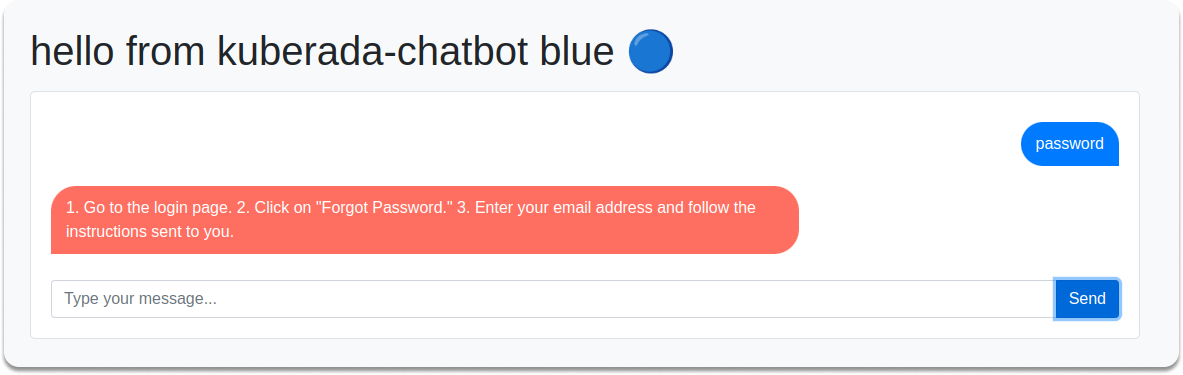 hello from kuberada-chatbot blue 🔵
password
1. Go to the login page. 2. Click on "Forgot Password." 3. Enter your email address and follow the
instructions sent to you.
Type your message...
Send